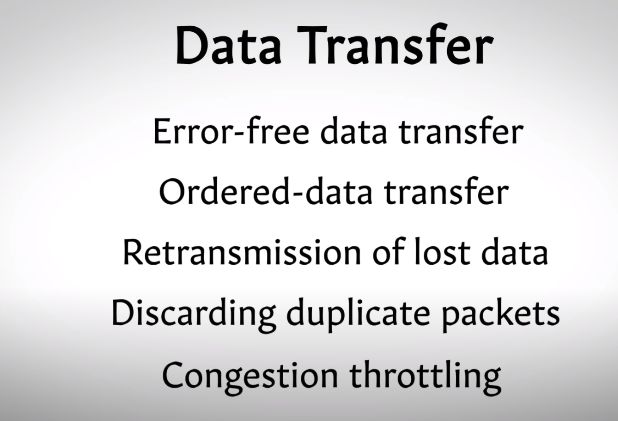 Data Transfer
Error-free data transfer
Ordered-data transfer
Retransmission of lost data
Discarding duplicate packets
Congestion throttling